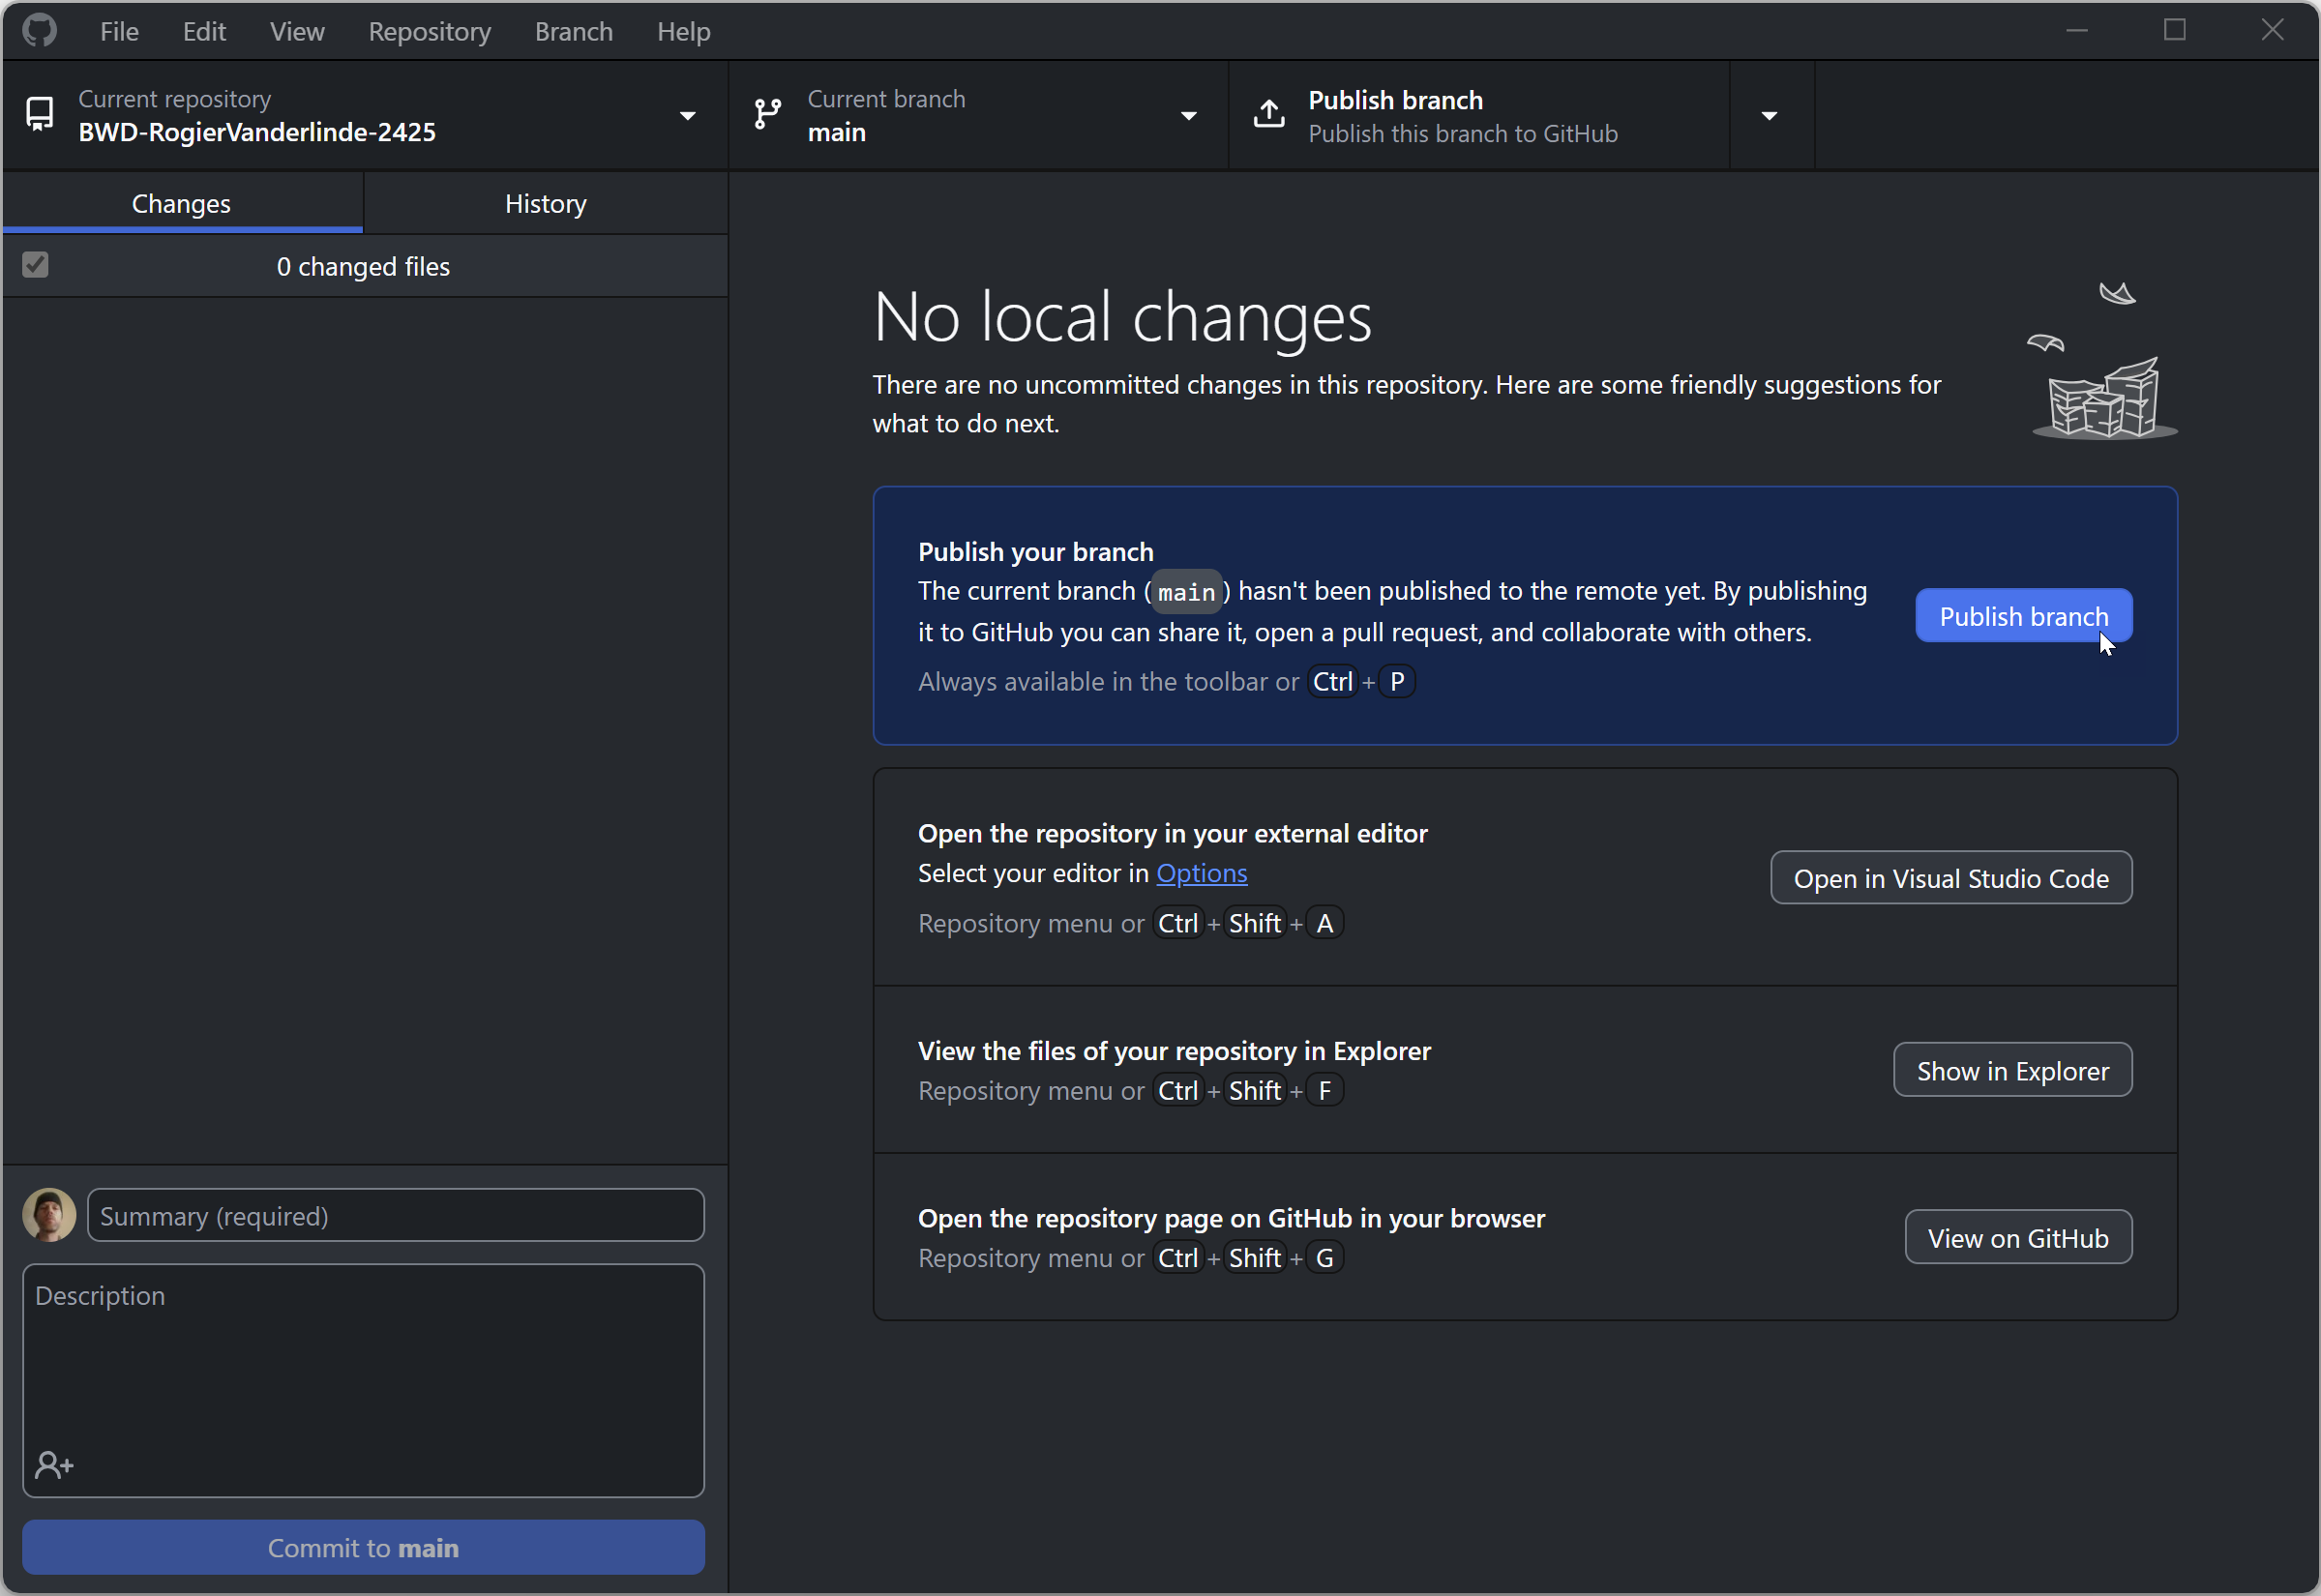 File Edit View Repository Branch Help
Current repository
BWD-RogierVanderlinde-2425
Current branch
main
Publish branch
Publish this branch to GitHub
Changes
History
0 changed files
No local changes
There are no uncommitted changes in this repository. Here are some friendly suggestions for
what to do next.
Publish your branch
The current branch (main) hasn't been published to the remote yet. By publishing
it to GitHub you can share it, open a pull request, and collaborate with others.
Always available in the toolbar or Ctrl + P
Publish branch
Open the repository in your external editor
Select your editor in Options
Repository menu or Ctrl + Shift + A
Open in Visual Studio Code
View the files of your repository in Explorer
Repository menu or Ctrl + Shift + F
Show in Explorer
Open the repository page on GitHub in your browser
Repository menu or Ctrl + Shift + G
View on GitHub
Summary (required)
Description
Commit to main